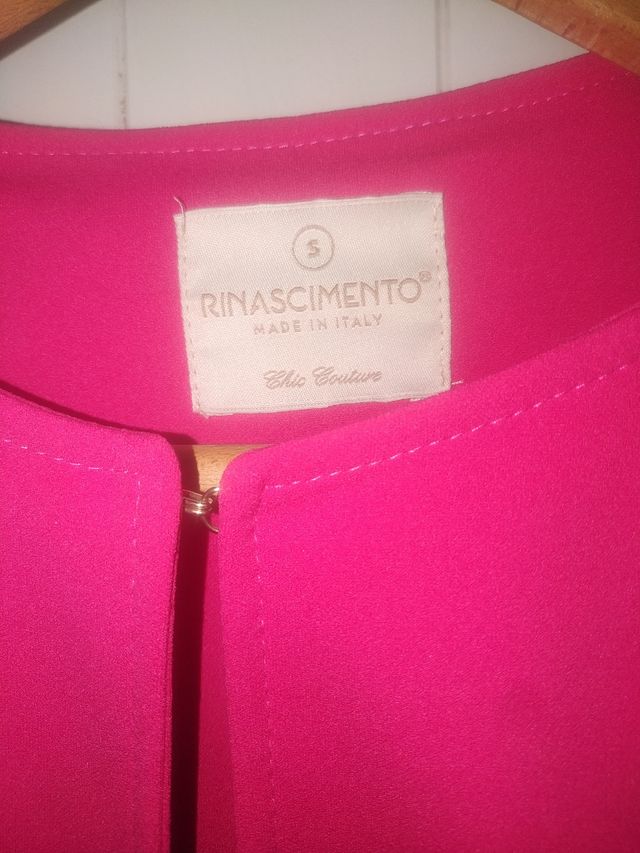 S
RINASCIMENTO®
MADE IN ITALY
Chic Couture